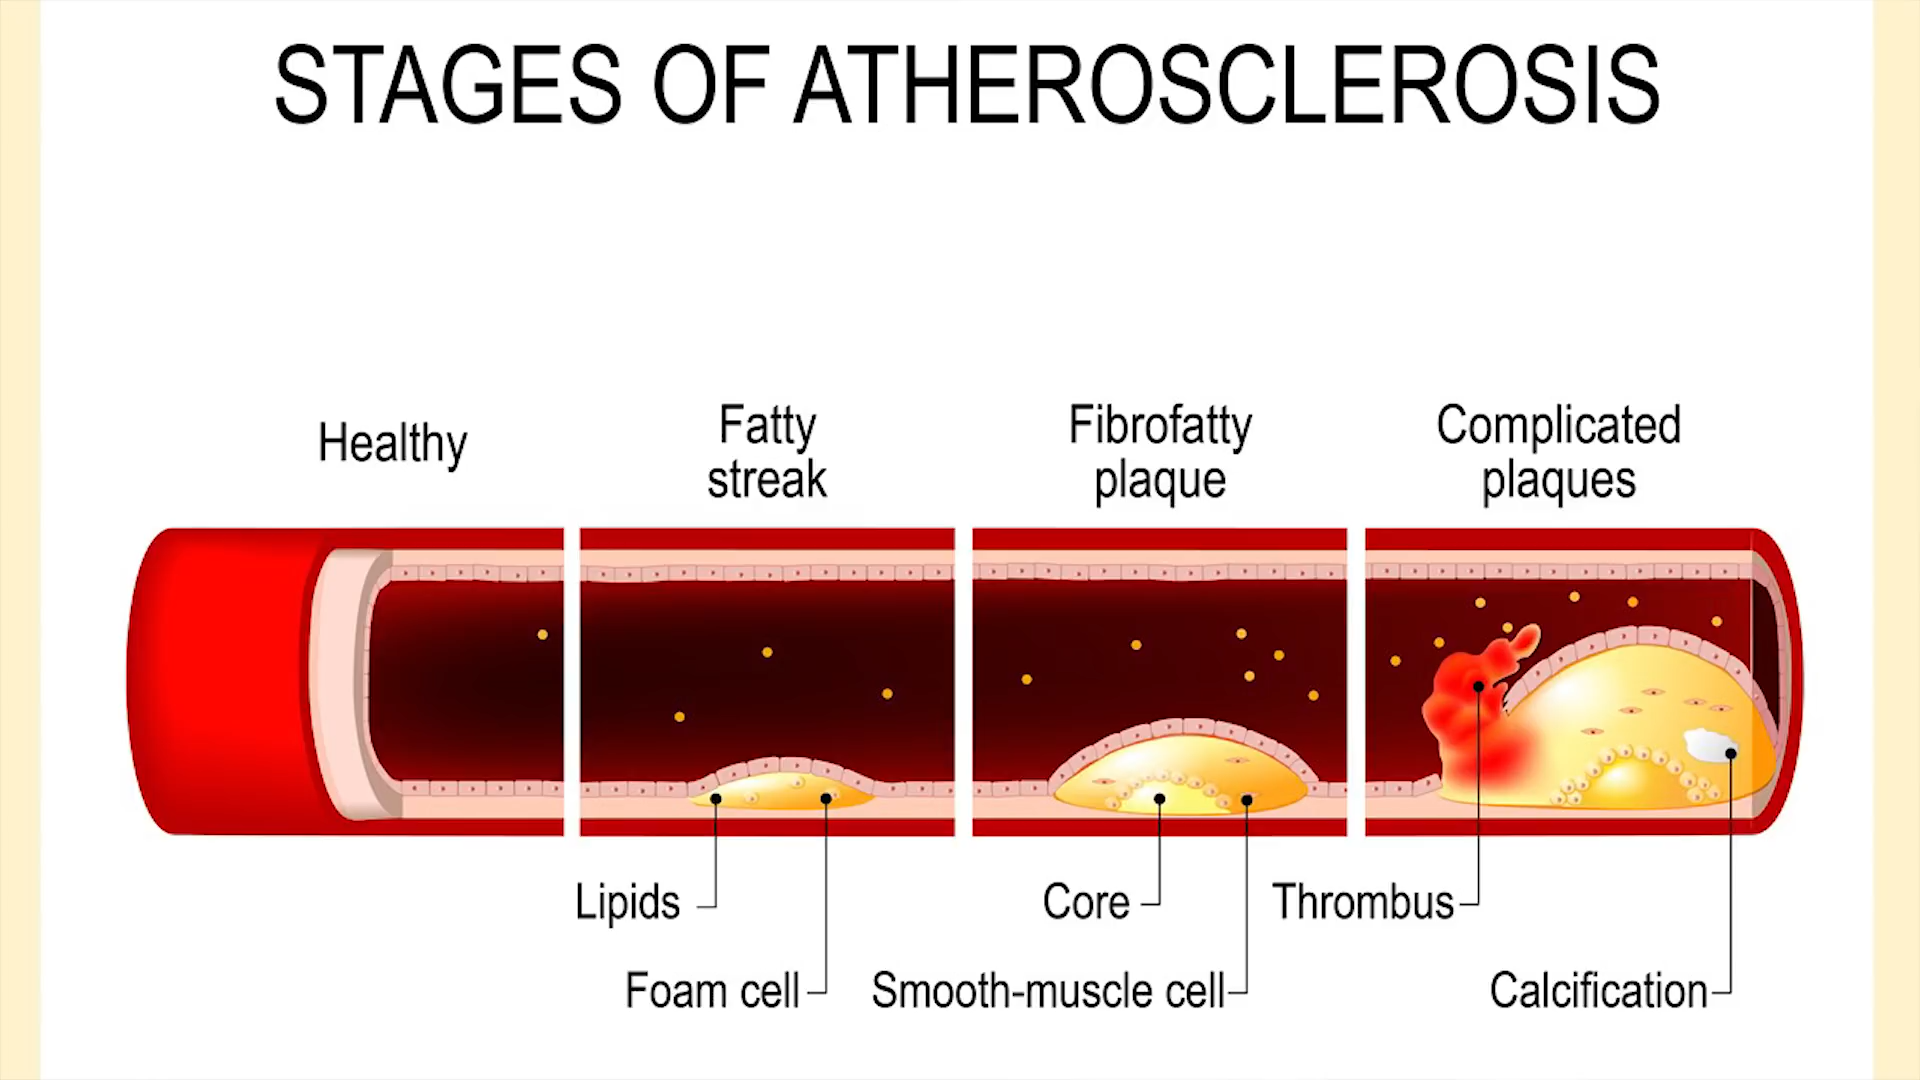 STAGES OF ATHEROSCLEROSIS
Healthy
Fatty
streak
Fibrofatty
plaque
Complicated
plaques
Lipids
Core
Thrombus
Foam cell
Smooth-muscle cell
Calcification